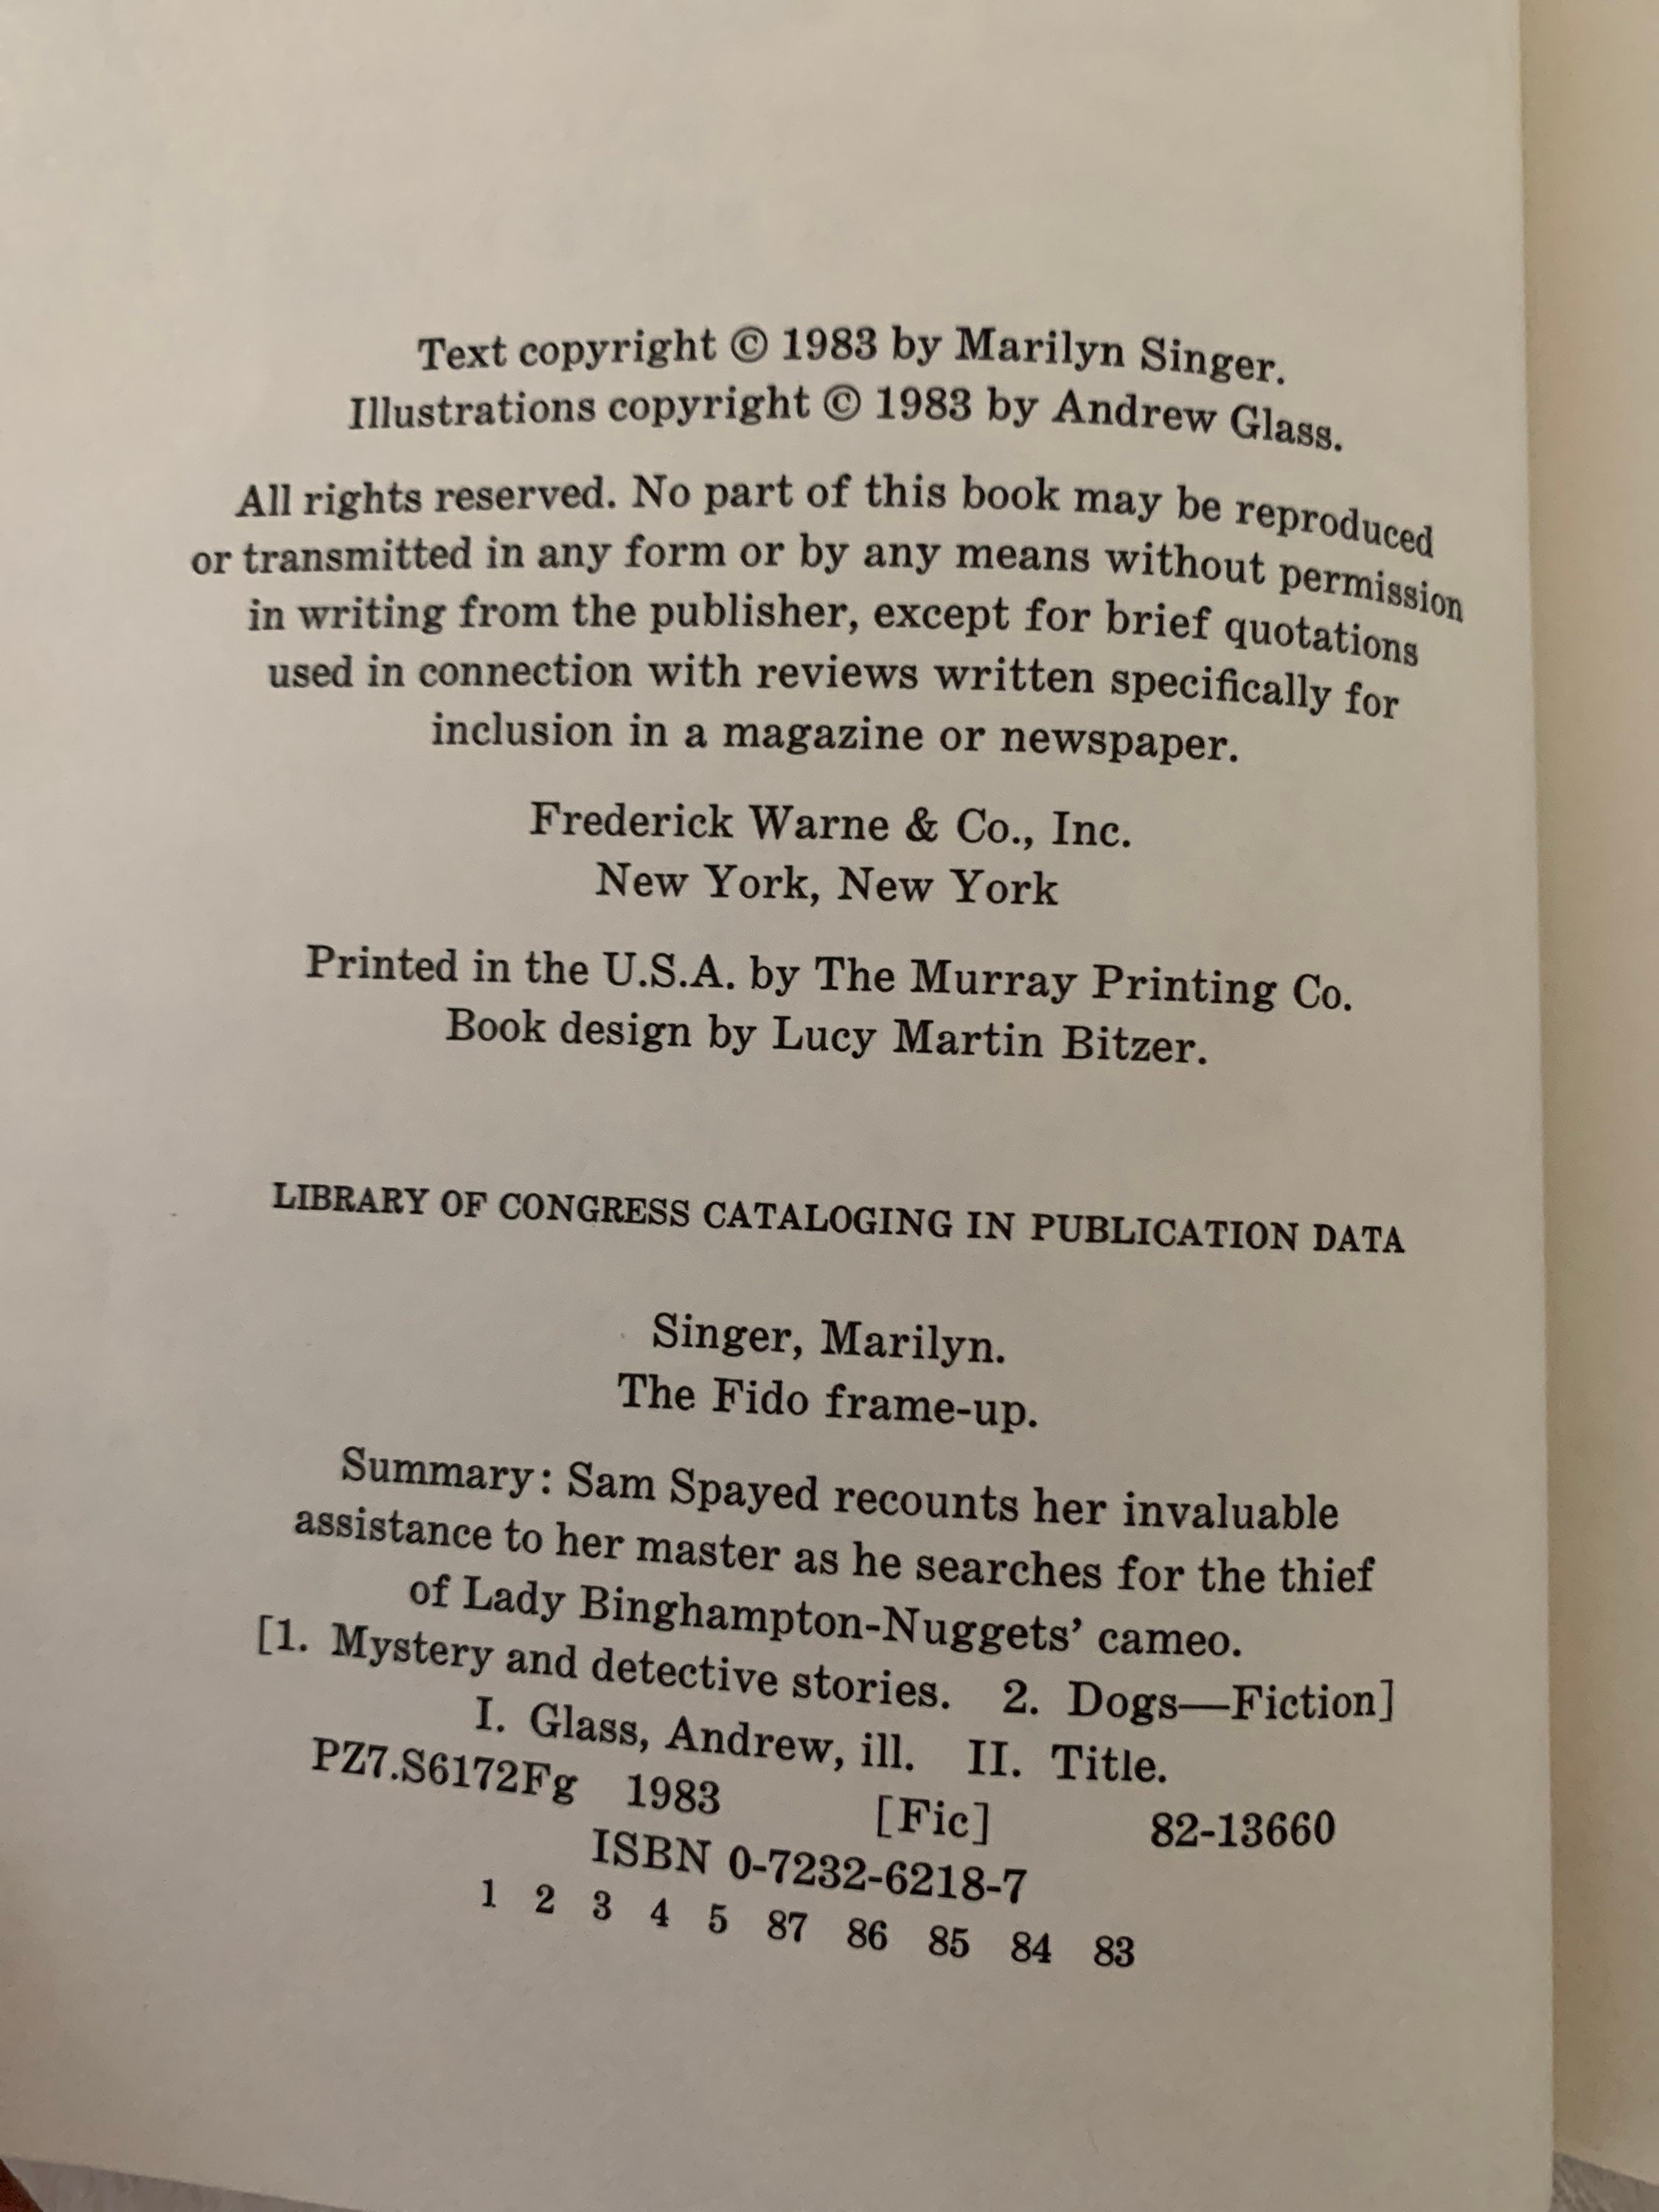 Text copyright © 1983 by Marilyn Singer.
Illustrations copyright © 1983 by Andrew Glass.
All rights reserved. No part of this book may be reproduced
or transmitted in any form or by any means without permission
in writing from the publisher, except for brief quotations
used in connection with reviews written specifically for
inclusion in a magazine or newspaper.
Frederick Warne & Co., Inc.
New York, New York
Printed in the U.S.A. by The Murray Printing Co.
Book design by Lucy Martin Bitzer.
LIBRARY OF CONGRESS CATALOGING IN PUBLICATION DATA
Singer, Marilyn.
The Fido frame-up.
Summary: Sam Spayed recounts her invaluable
assistance to her master as he searches for the thief
of Lady Binghampton-Nuggets’ cameo.
[1. Mystery and detective stories. 2. Dogs—Fiction]
I. Glass, Andrew, ill. II. Title.
PZ7.S6172Fg 1983 [Fic] 82-13660
ISBN 0-7232-6218-7
1 2 3 4 5 87 86 85 84 83